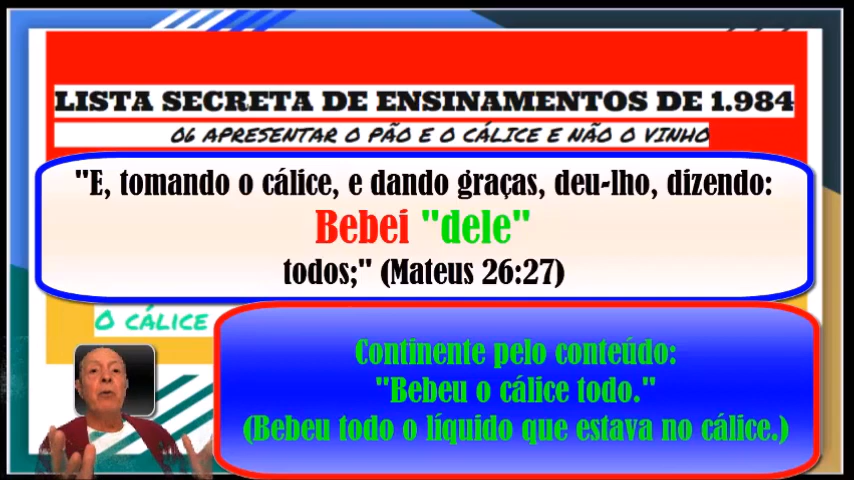 LISTA SECRETA DE ENSINAMENTOS DE 1.984
06 APRESENTAR O PÃO E O CÁLICE E NÃO O VINHO
"E, tomando o cálice, e dando graças, deu-lho, dizendo:
Bebei "dele"
todos;" (Mateus 26:27)
O CÁLICE
Continente pelo conteúdo:
"Bebeu o cálice todo."
(Bebeu todo o líquido que estava no cálice.)